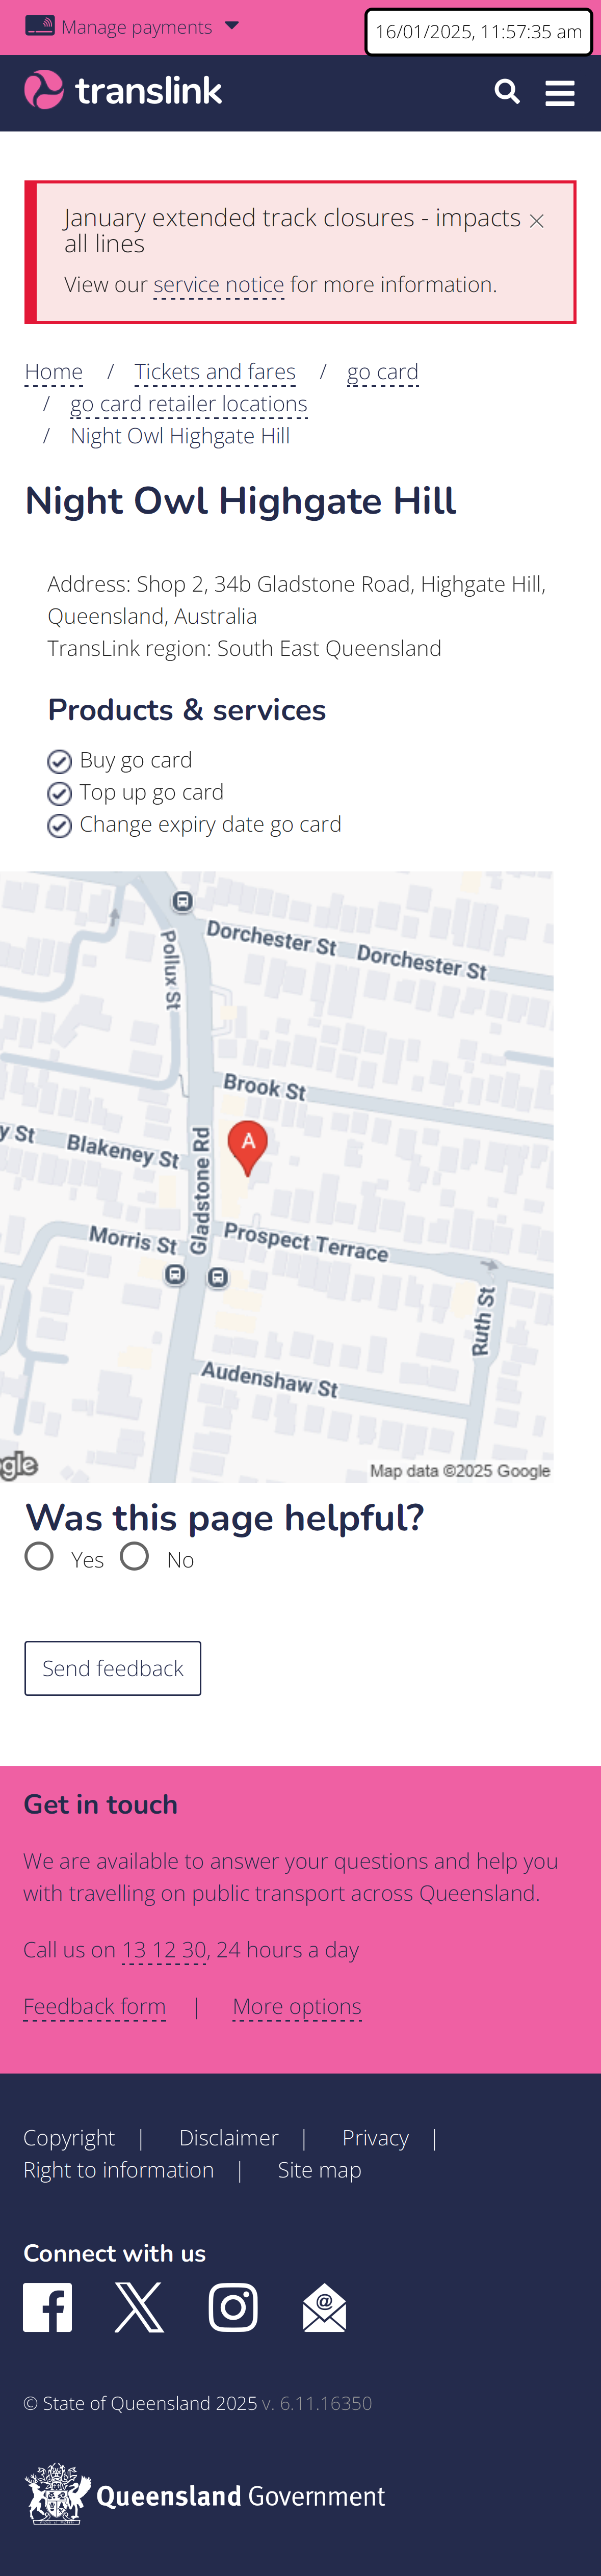 Manage payments
16/01/2025, 11:57:35 am
translink
January extended track closures - impacts
all lines
View our service notice for more information.
Home / Tickets and fares / go card
/ go card retailer locations
/ Night Owl Highgate Hill
Night Owl Highgate Hill
Address: Shop 2, 34b Gladstone Road, Highgate Hill,
Queensland, Australia
TransLink region: South East Queensland
Products & services
Buy go card
Top up go card
Change expiry date go card
Pollux St
Dorchester St
Dorchester St
Brook St
y St
Blakeney St
A
Gladstone Rd
Morris St
Prospect Terrace
Ruth St
Audenshaw St
gle
Map data ©2025 Google
Was this page helpful?
Yes No
Send feedback
Get in touch
We are available to answer your questions and help you
with travelling on public transport across Queensland.
Call us on 13 12 30, 24 hours a day
Feedback form | More options
Copyright | Disclaimer | Privacy |
Right to information | Site map
Connect with us
© State of Queensland 2025 v. 6.11.16350
Queensland Government